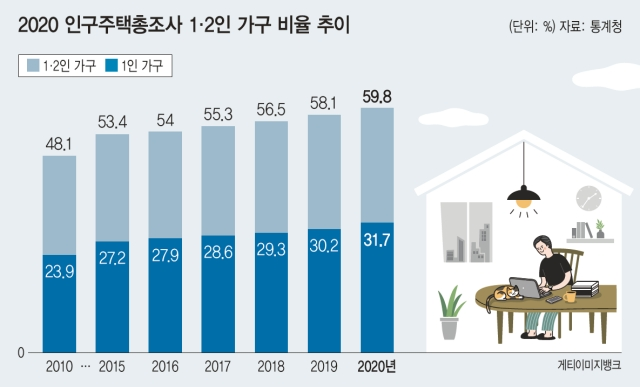 2020 인구주택총조사 1·2인 가구 비율 추이
(단위: %) 자료: 통계청
1·2인 가구 1인 가구
48.1 53.4 54 55.3 56.5 58.1 59.8
23.9 27.2 27.9 28.6 29.3 30.2 31.7
0
2010 ··· 2015 2016 2017 2018 2019 2020년
게티이미지뱅크